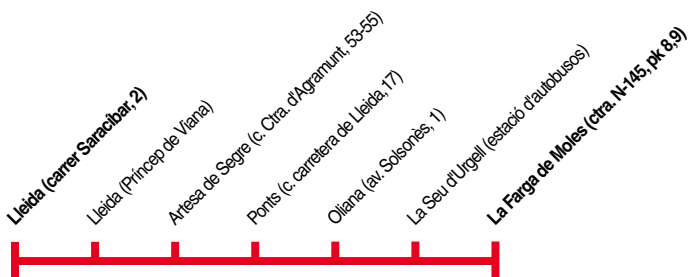 Lleida (carrer Saracíbar, 2)
Lleida (Príncep de Viana)
Artesa de Segre (c. Ctra. d'Agramunt, 53-55)
Ponts (c. carretera de Lleida, 17)
Oliana (av. Solsonès, 1)
La Seu d'Urgell (estació d'autobusos)
La Farga de Moles (ctra. N-145, pk 8,9)